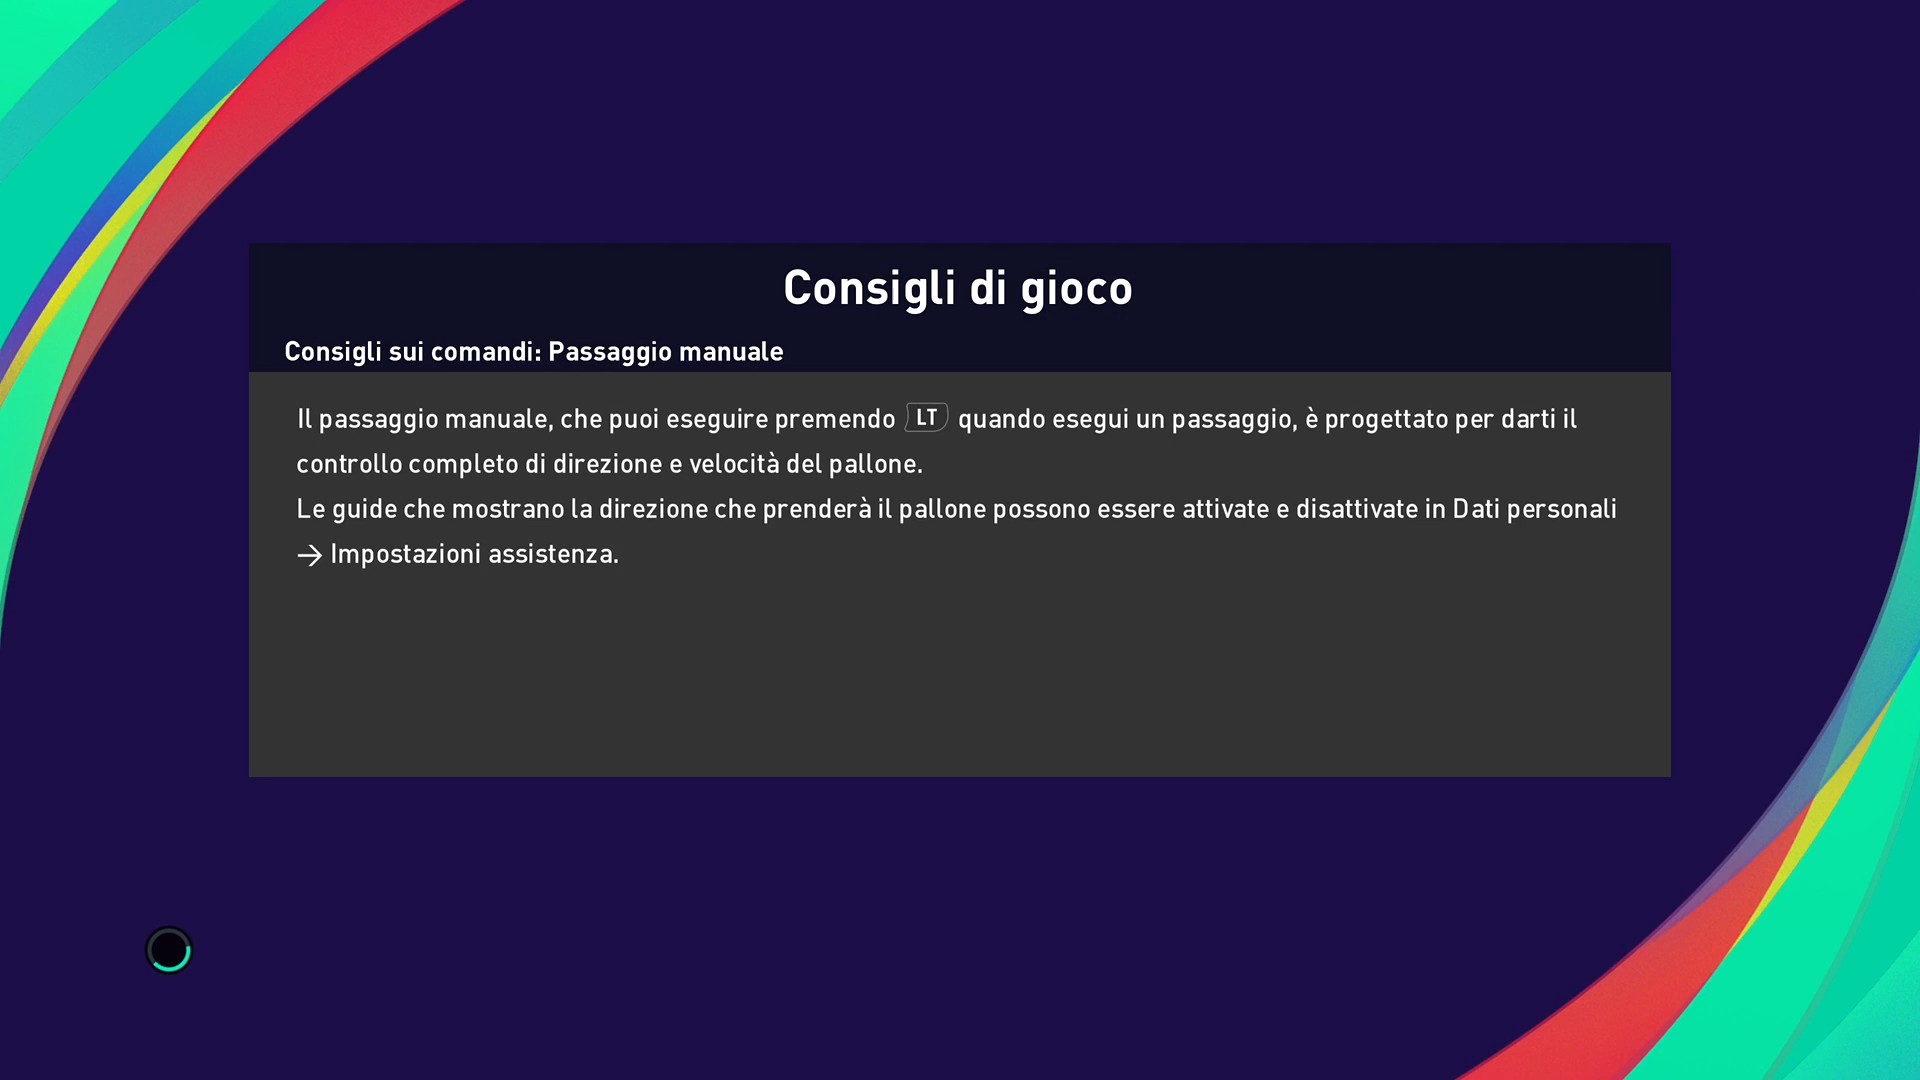 Consigli di gioco
Consigli sui comandi: Passaggio manuale
Il passaggio manuale, che puoi eseguire premendo LT quando esegui un passaggio, è progettato per darti il
controllo completo di direzione e velocità del pallone.
Le guide che mostrano la direzione che prenderà il pallone possono essere attivate e disattivate in Dati personali
→ Impostazioni assistenza.